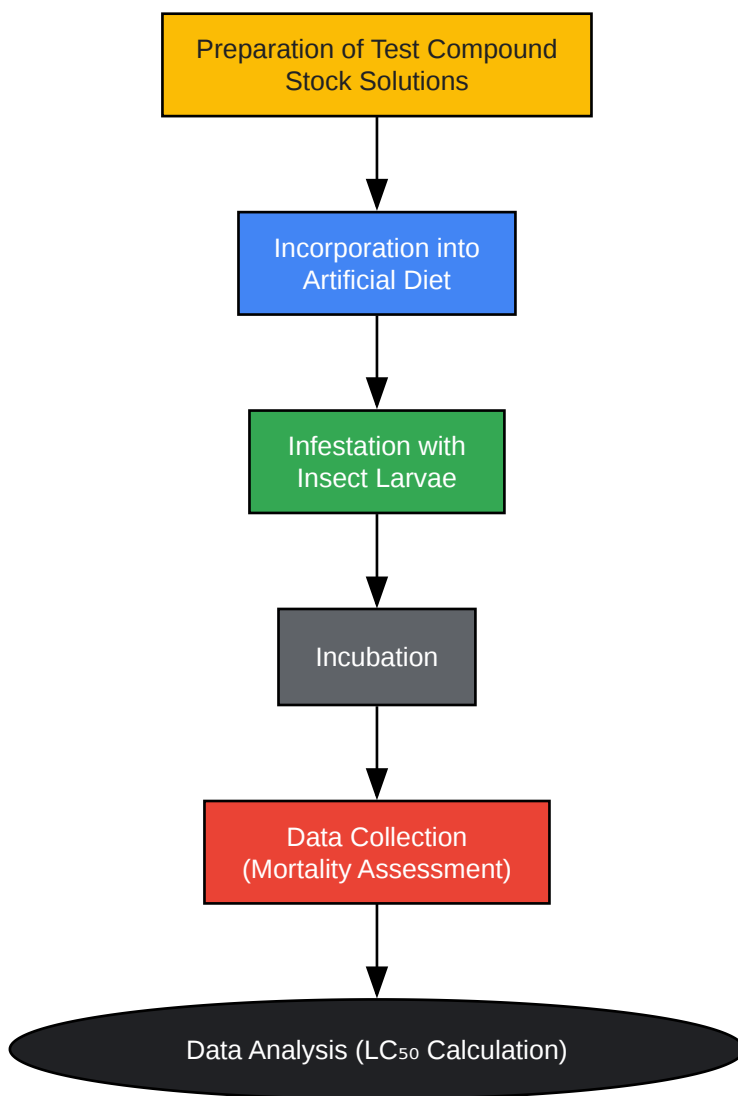 Preparation of Test Compound
Stock Solutions
Incorporation into
Artificial Diet
Infestation with
Insect Larvae
Incubation
Data Collection
(Mortality Assessment)
Data Analysis (LC₅₀ Calculation)